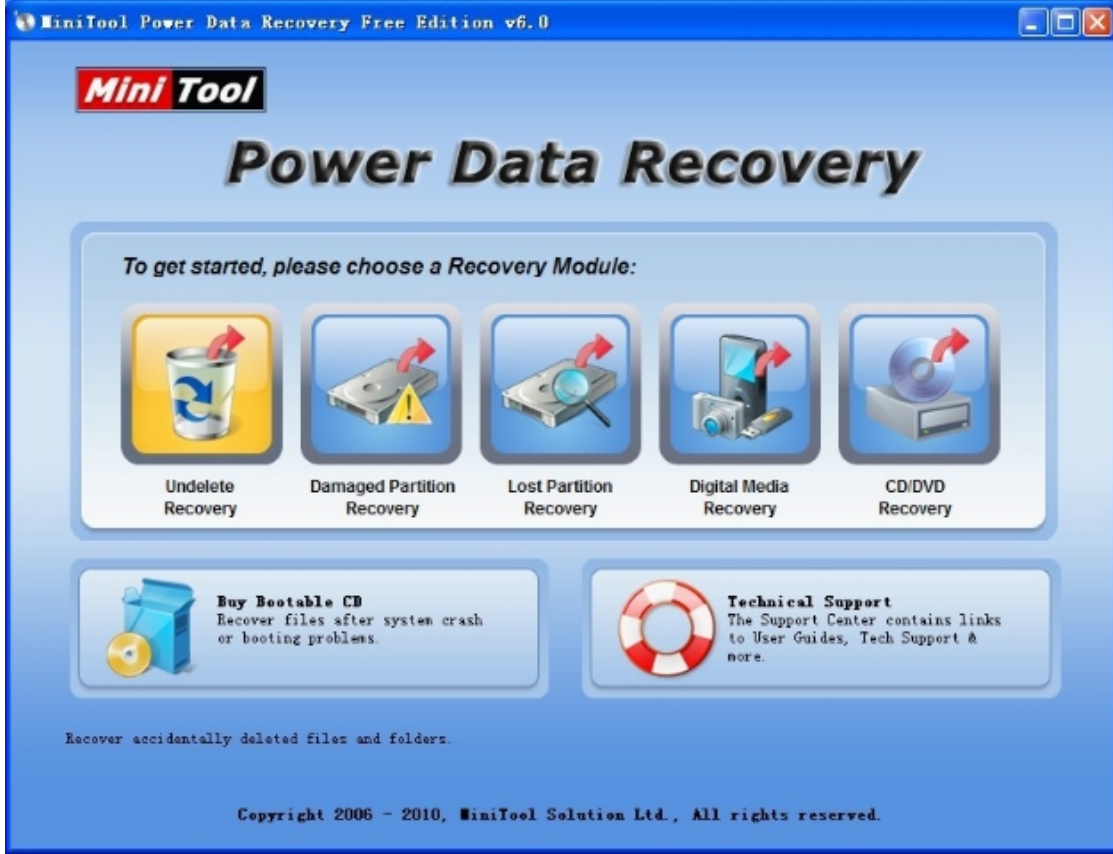 MiniTool Power Data Recovery Free Edition v6.0
Mini Tool
Power Data Recovery
To get started, please choose a Recovery Module:
Undelete
Recovery
Damaged Partition
Recovery
Lost Partition
Recovery
Digital Media
Recovery
CD/DVD
Recovery
Buy Bootable CD
Recover files after system crash
or booting problems.
Technical Support
The Support Center contains links
to User Guides, Tech Support &
more.
Recover accidentally deleted files and folders.
Copyright 2006 - 2010, MiniTool Solution Ltd., All rights reserved.